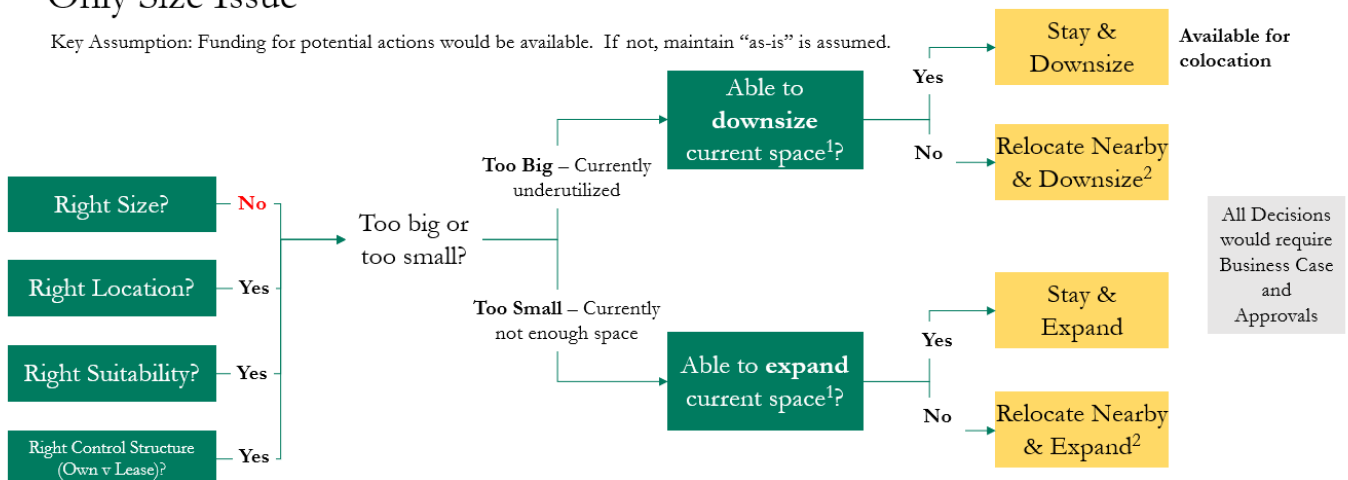 Only Size Issue
Key Assumption: Funding for potential actions would be available.  If not, maintain “as-is” is assumed.
Right Size?
No
Right Location?
Yes
Right Suitability?
Yes
Right Control Structure
(Own v Lease)?
Yes
Too big or
too small?
Too Big – Currently
underutilized
Too Small – Currently
not enough space
Able to
downsize
current space¹?
Yes
No
Stay &
Downsize
Available for
colocation
Relocate Nearby
& Downsize²
Able to expand
current space¹?
Yes
No
Stay &
Expand
Relocate Nearby
& Expand²
All Decisions
would require
Business Case
and
Approvals